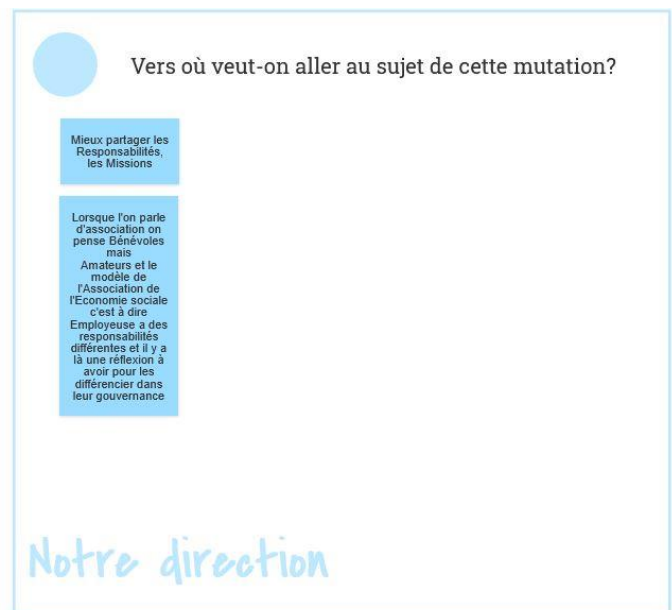 Vers où veut-on aller au sujet de cette mutation?
Mieux partager les
Responsabilités,
les Missions
Lorsque l'on parle
d'association on
pense Bénévoles
mais
Amateurs et le
modèle de
l'Association de
l'Economie sociale
c'est à dire
Employeuse a des
responsabilités
différentes et il y a
là une réflexion à
avoir pour les
différencier dans
leur gouvernance
Notre direction